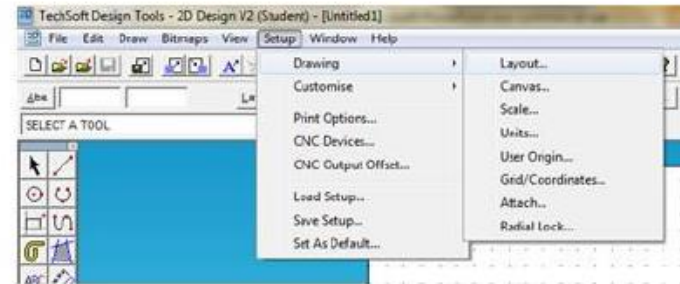 TechSoft Design Tools - 2D Design V2 (Student) - [Untitled1]
File Edit Draw Bitmaps View Setup Window Help
Abs
SELECT A TOOL
ABC
Drawing
Customise
Print Options...
CNC Devices...
CNC Output Offset...
Load Setup...
Save Setup...
Set As Default...
Layout...
Canvas...
Scale...
Units...
User Origin...
Grid/Coordinates...
Attach...
Radial Lock...